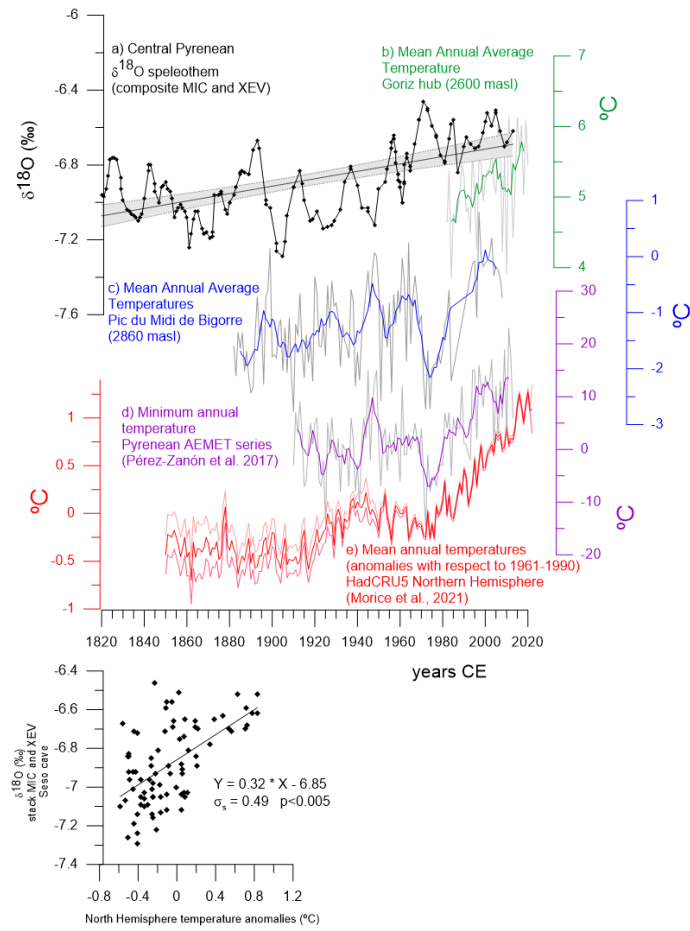 -6
-6.4
-6.8
-7.2
-7.6
δ18O (‰)
a) Central Pyrenean
δ18O speleothem
(composite MIC and XEV)
b) Mean Annual Average
Temperature
Goriz hub (2600 masl)
7
6
5
4
ºC
c) Mean Annual Average
Temperatures
Pic du Midi de Bigorre
(2860 masl)
1
0
-1
-2
-3
ºC
30
20
10
0
-10
-20
ºC
d) Minimum annual
temperature
Pyrenean AEMET series
(Pérez-Zanón et al. 2017)
1
0.5
0
-0.5
-1
ºC
e) Mean annual temperatures
(anomalies with respect to 1961-1990)
HadCRU5 Northern Hemisphere
(Morice et al., 2021)
1820 1840 1860 1880 1900 1920 1940 1960 1980 2000 2020
years CE
-6.4
-6.6
-6.8
-7
-7.2
-7.4
δ18O (‰)
stack MIC and XEV
Seso cave
Y = 0.32 * X - 6.85
σs = 0.49 p<0.005
-0.8 -0.4 0 0.4 0.8 1.2
North Hemisphere temperature anomalies (ºC)